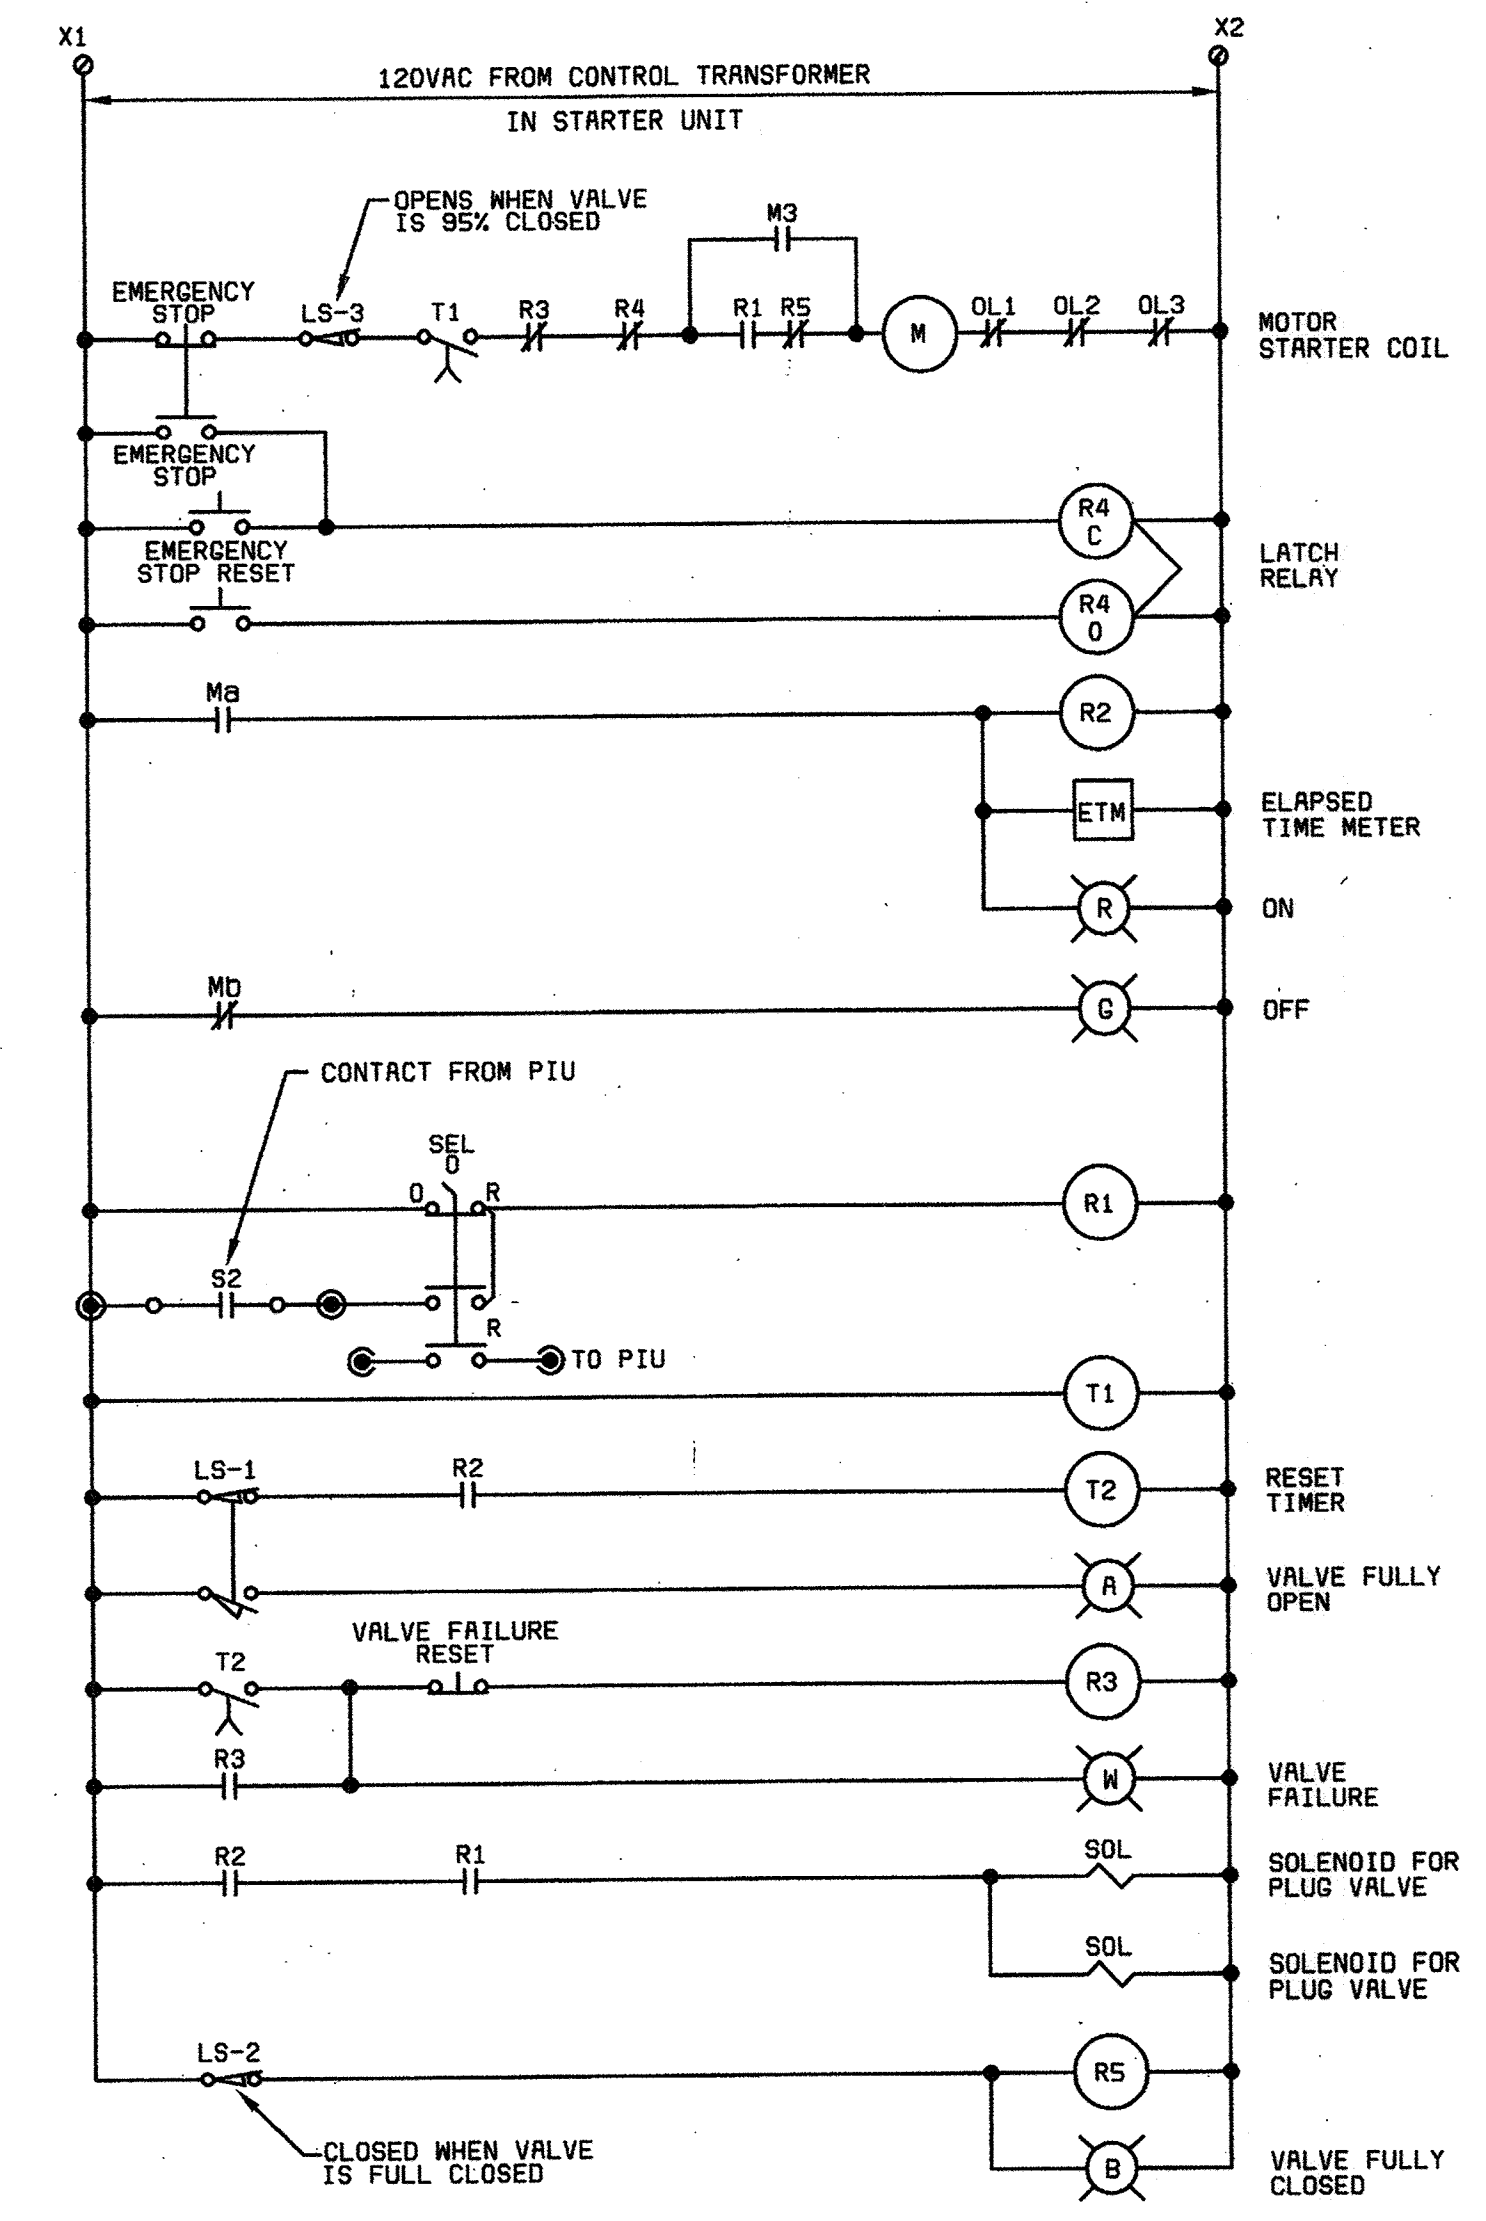 X1
X2
120VAC FROM CONTROL TRANSFORMER
IN STARTER UNIT
OPENS WHEN VALVE
IS 95% CLOSED
M3
EMERGENCY
STOP
LS-3
T1
R3
R4
R1
R5
M
OL1
OL2
OL3
MOTOR
STARTER COIL
EMERGENCY
STOP
R4
C
EMERGENCY
STOP RESET
LATCH
RELAY
R4
O
Ma
R2
ETM
ELAPSED
TIME METER
R
ON
Mb
G
OFF
CONTACT FROM PIU
SEL
O
O
R
R1
S2
R
TO PIU
T1
LS-1
R2
T2
RESET
TIMER
A
VALVE FULLY
OPEN
VALVE FAILURE
RESET
T2
R3
R3
W
VALVE
FAILURE
R2
R1
SOL
SOLENOID FOR
PLUG VALVE
SOL
SOLENOID FOR
PLUG VALVE
LS-2
R5
CLOSED WHEN VALVE
IS FULL CLOSED
B
VALVE FULLY
CLOSED